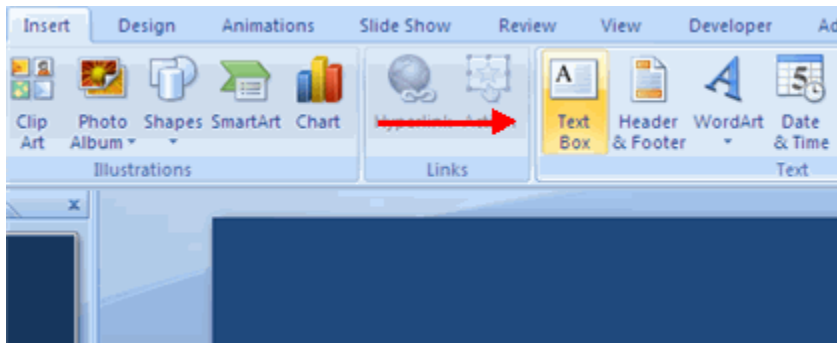 Insert Design Animations Slide Show Review View Developer
Clip Art
Photo Album
Shapes
SmartArt
Chart
Hyperlink
Text Box
Header & Footer
WordArt
Date & Time
Illustrations Links Text